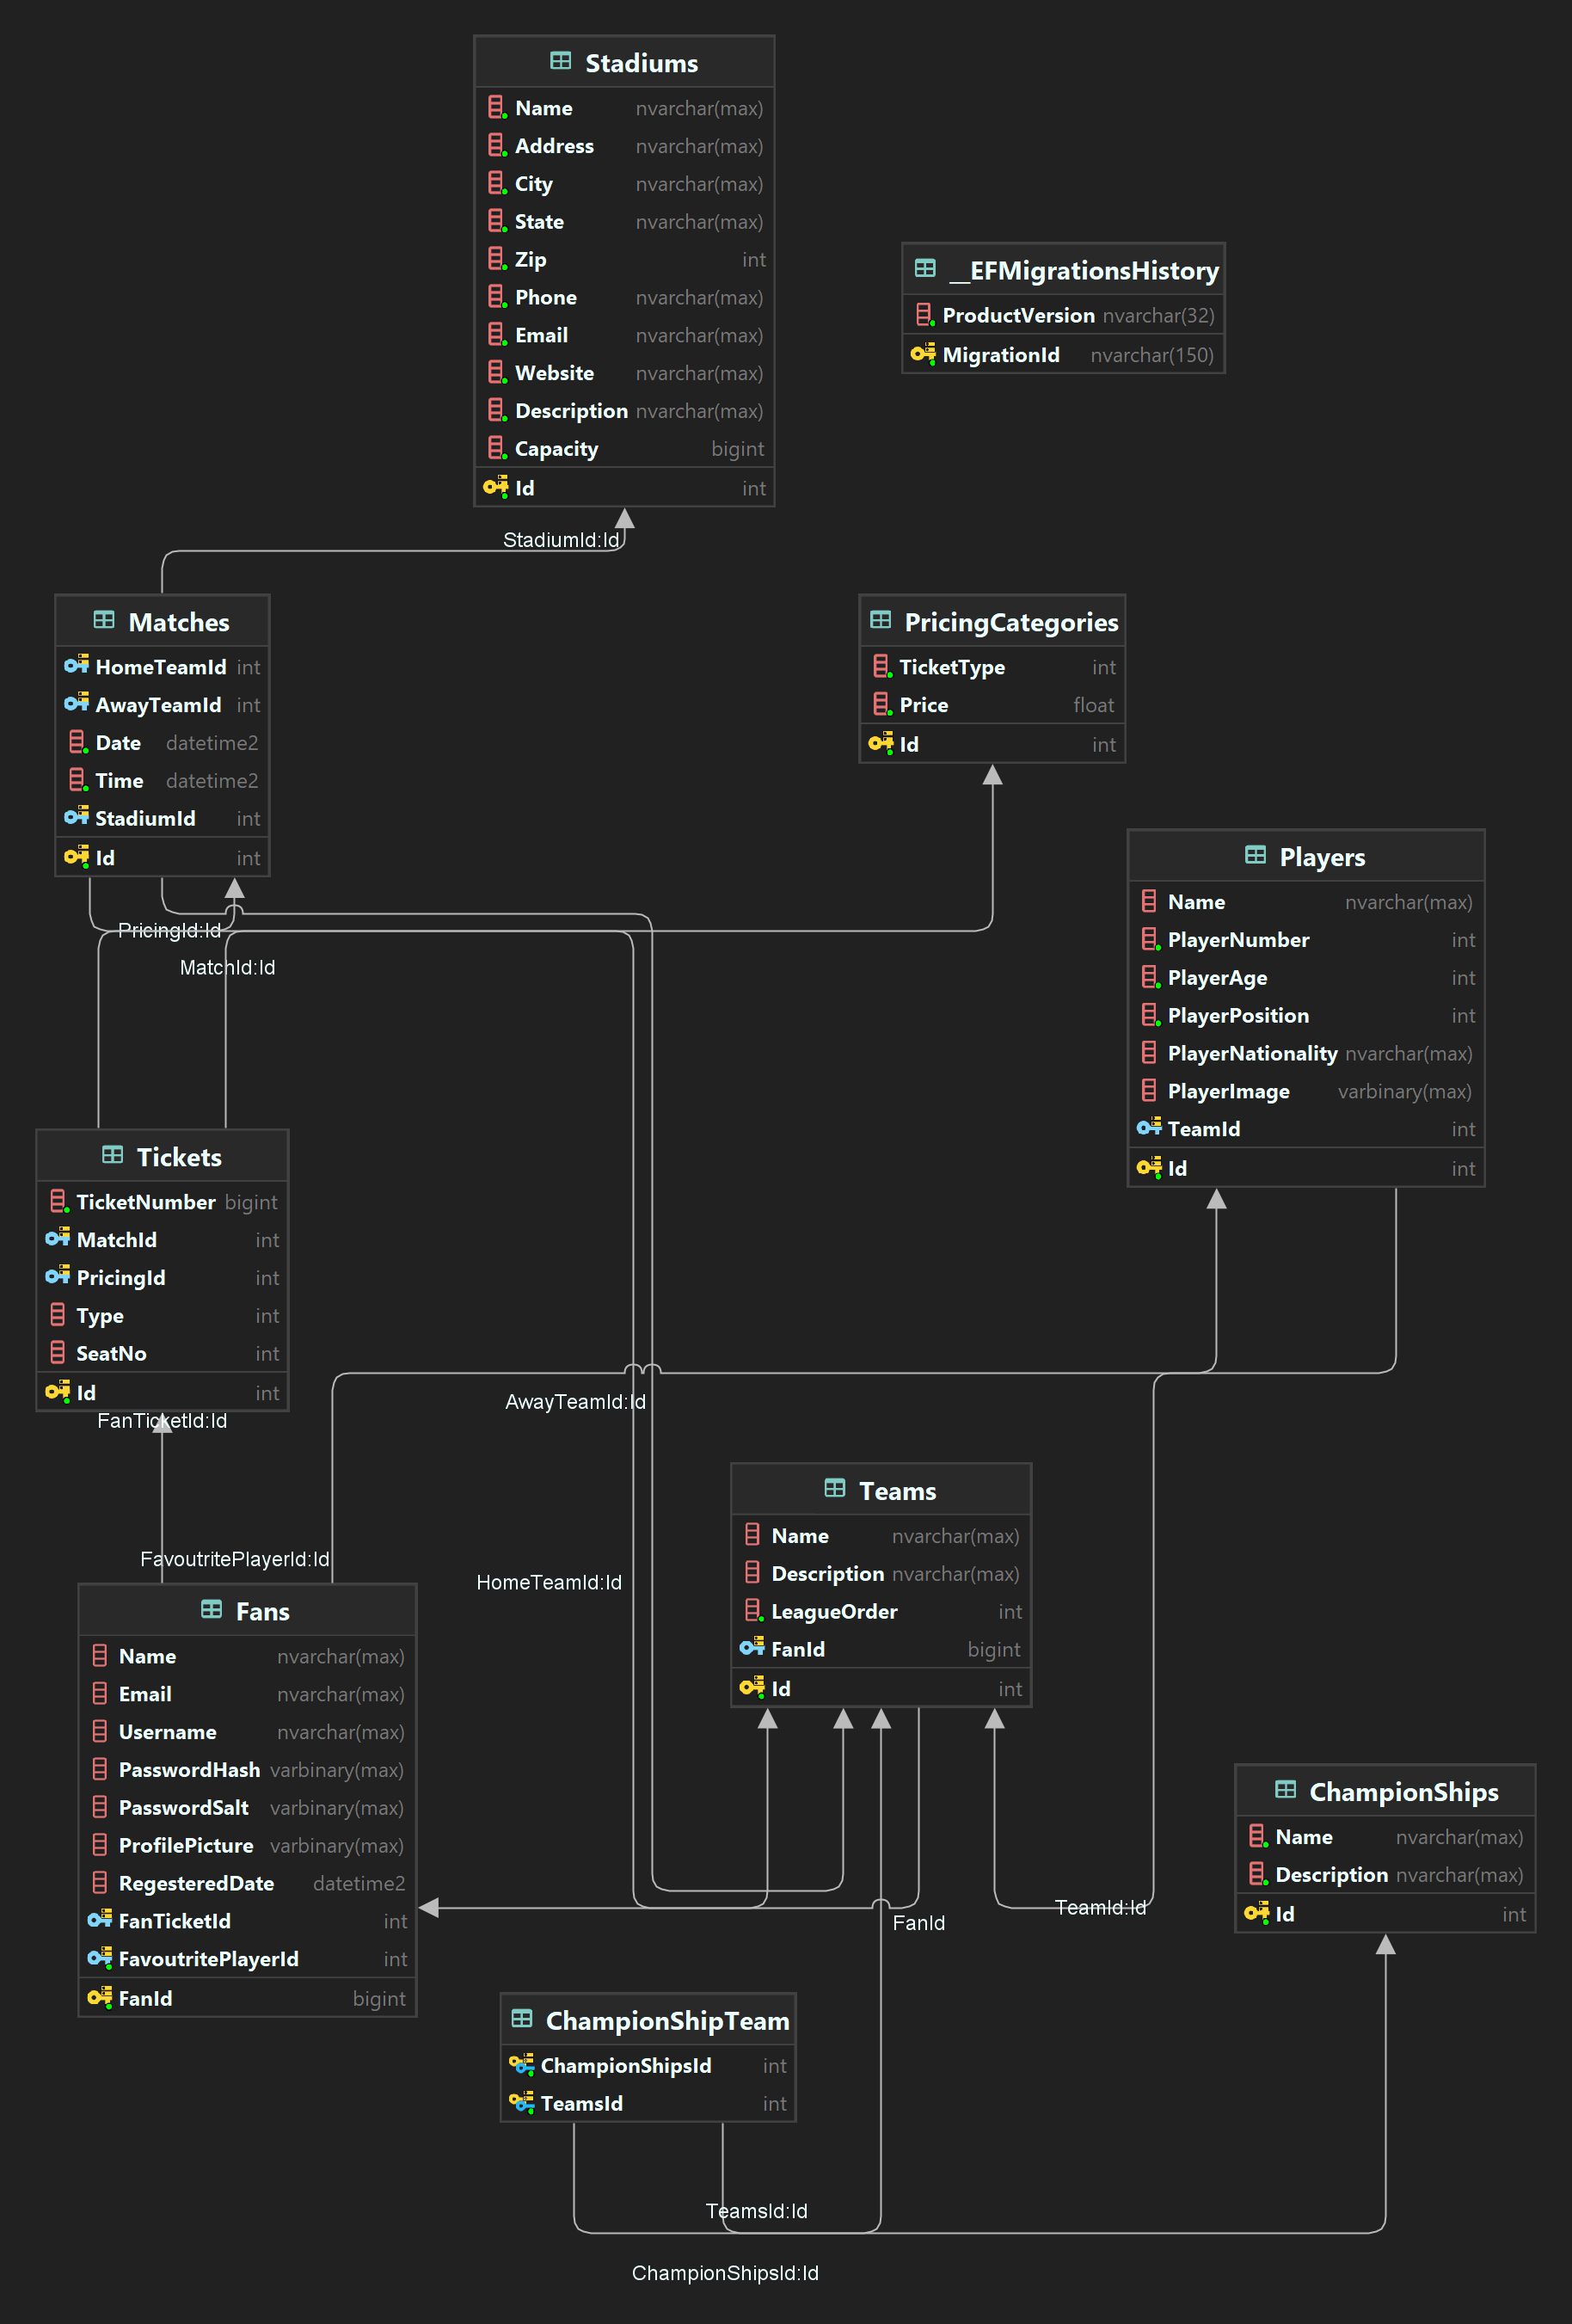 Stadiums
Name nvarchar(max)
Address nvarchar(max)
City nvarchar(max)
State nvarchar(max)
Zip int
Phone nvarchar(max)
Email nvarchar(max)
Website nvarchar(max)
Description nvarchar(max)
Capacity bigint
Id int
__EFMigrationsHistory
ProductVersion nvarchar(32)
MigrationId nvarchar(150)
StadiumId:Id
Matches
HomeTeamId int
AwayTeamId int
Date datetime2
Time datetime2
StadiumId int
Id int
PricingCategories
TicketType int
Price float
Id int
Players
Name nvarchar(max)
PlayerNumber int
PlayerAge int
PlayerPosition int
PlayerNationality nvarchar(max)
PlayerImage varbinary(max)
TeamId int
Id int
PricingId:Id
MatchId:Id
Tickets
TicketNumber bigint
MatchId int
PricingId int
Type int
SeatNo int
Id int
FanTicketId:Id
AwayTeamId:Id
Teams
Name nvarchar(max)
Description nvarchar(max)
LeagueOrder int
FanId bigint
Id int
FavoutritePlayerId:Id
HomeTeamId:Id
Fans
Name nvarchar(max)
Email nvarchar(max)
Username nvarchar(max)
PasswordHash varbinary(max)
PasswordSalt varbinary(max)
ProfilePicture varbinary(max)
RegesteredDate datetime2
FanTicketId int
FavoutritePlayerId int
FanId bigint
ChampionShips
Name nvarchar(max)
Description nvarchar(max)
Id int
TeamId:Id
FanId
ChampionShipTeam
ChampionShipsId int
TeamsId int
TeamsId:Id
ChampionShipsId:Id